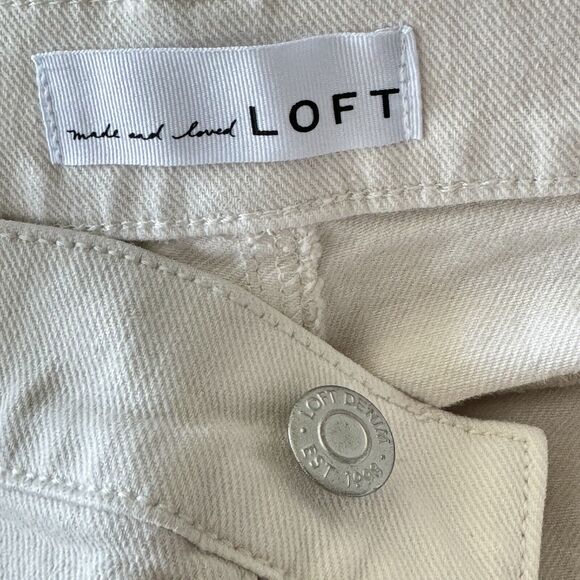 made and loved LOFT
· LOFT DENIM ·
EST 1998